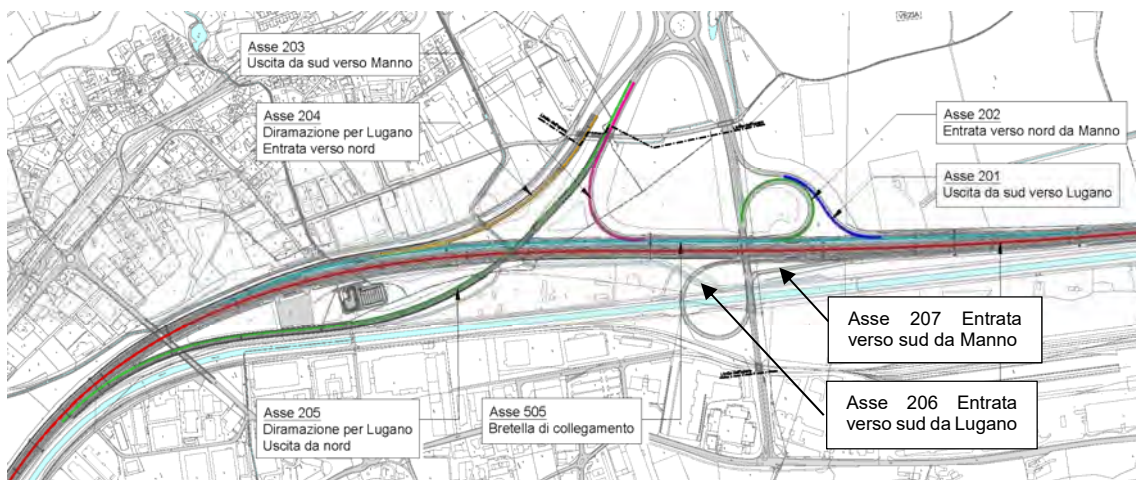 VEDSA
Asse 203
Uscita da sud verso Manno
Asse 204
Diramazione per Lugano
Entrata verso nord
Asse 202
Entrata verso nord da Manno
Asse 201
Uscita da sud verso Lugano
Asse 207 Entrata
verso sud da Manno
Asse 206 Entrata
verso sud da Lugano
Asse 205
Diramazione per Lugano
Uscita da nord
Asse 505
Bretella di collegamento